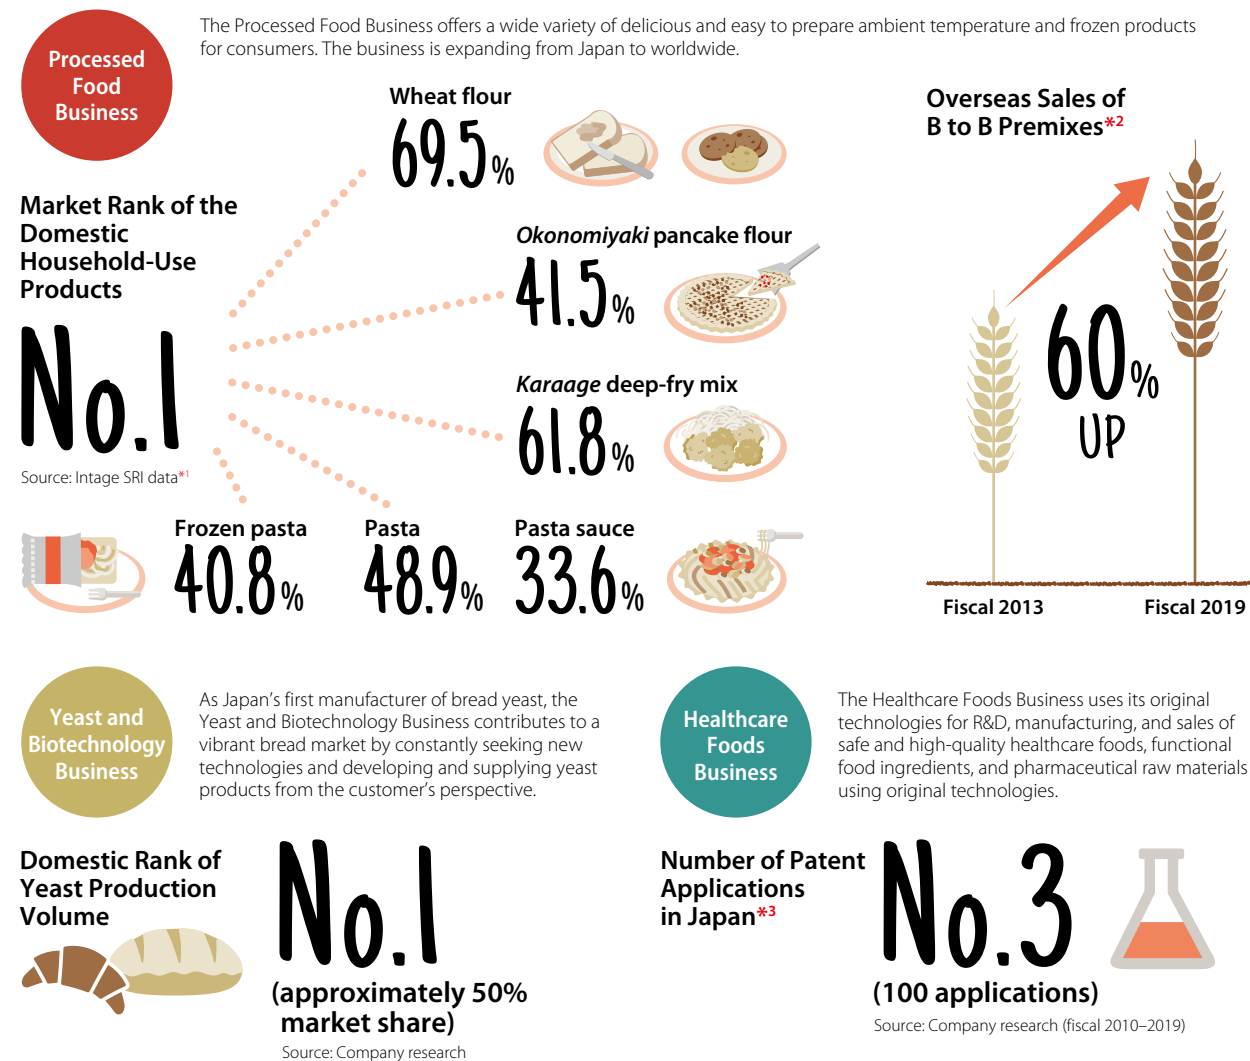 Processed
Food
Business
The Processed Food Business offers a wide variety of delicious and easy to prepare ambient temperature and frozen products
for consumers. The business is expanding from Japan to worldwide.
Market Rank of the
Domestic
Household-Use
Products
No.1
Source: Intage SRI data*1
Wheat flour
69.5%
Okonomiyaki pancake flour
41.5%
Karaage deep-fry mix
61.8%
Frozen pasta
40.8%
Pasta
48.9%
Pasta sauce
33.6%
Overseas Sales of
B to B Premixes*2
60%
UP
Fiscal 2013
Fiscal 2019
Yeast and
Biotechnology
Business
As Japan’s first manufacturer of bread yeast, the
Yeast and Biotechnology Business contributes to a
vibrant bread market by constantly seeking new
technologies and developing and supplying yeast
products from the customer’s perspective.
Domestic Rank of
Yeast Production
Volume
No.1
(approximately 50%
market share)
Source: Company research
Healthcare
Foods
Business
The Healthcare Foods Business uses its original
technologies for R&D, manufacturing, and sales of
safe and high-quality healthcare foods, functional
food ingredients, and pharmaceutical raw materials
using original technologies.
Number of Patent
Applications
in Japan*3
No.3
(100 applications)
Source: Company research (fiscal 2010–2019)